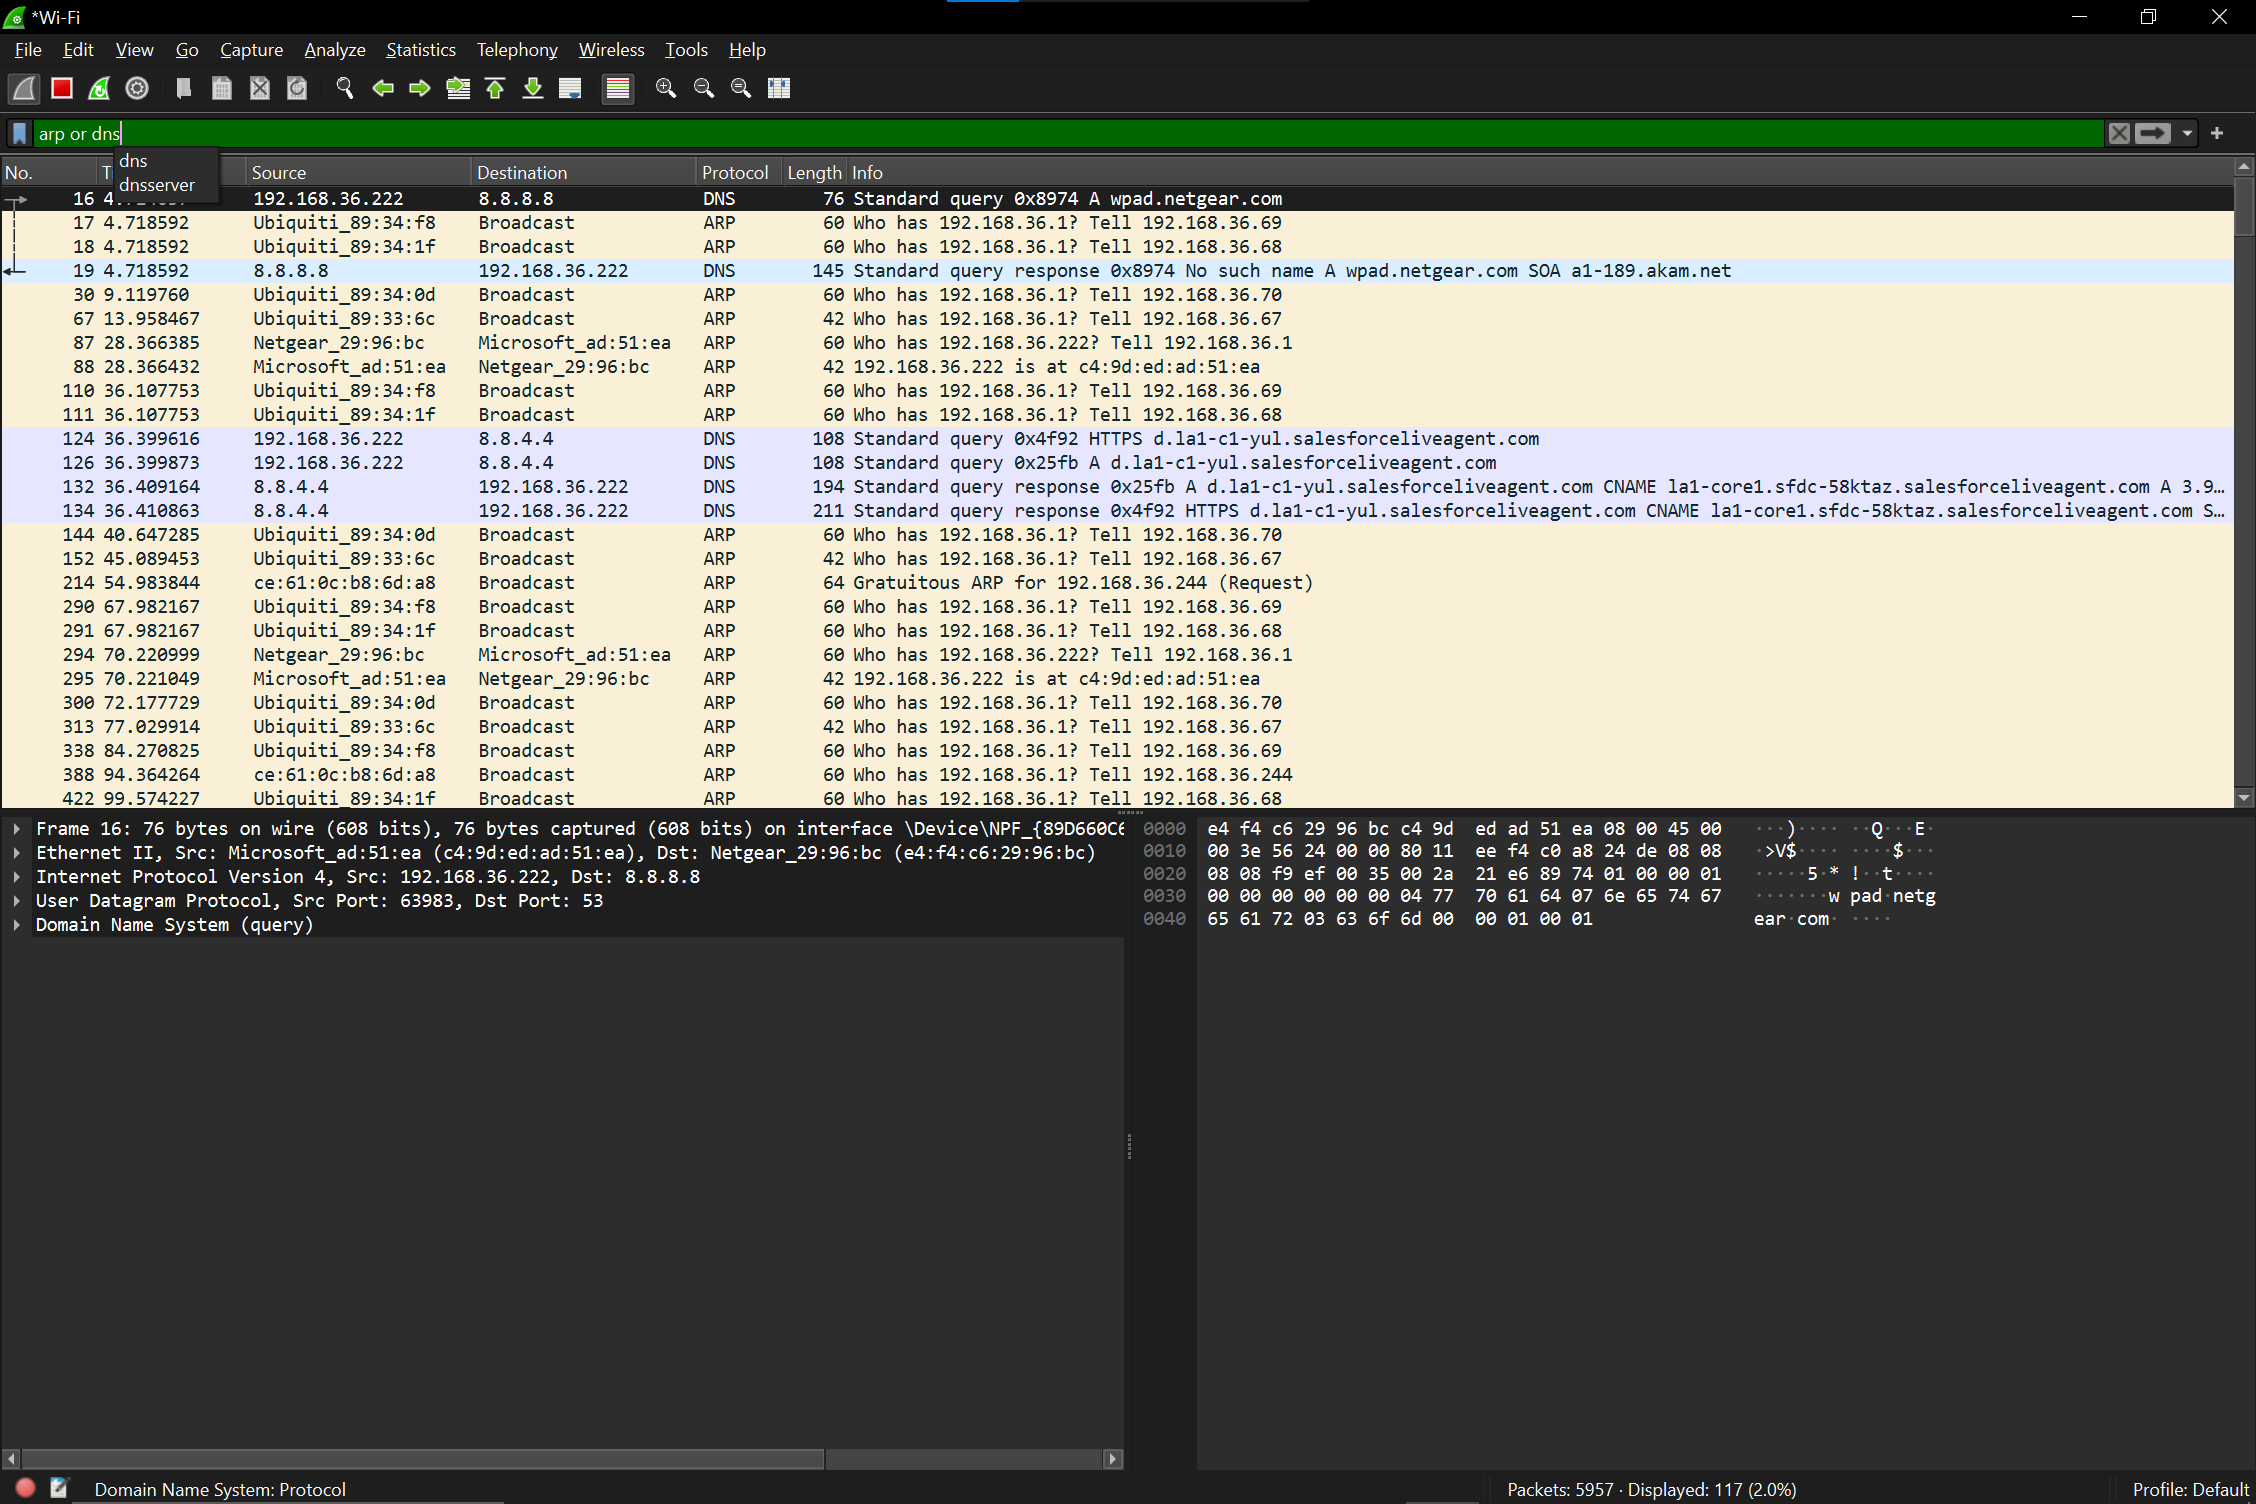 *Wi-Fi
File Edit View Go Capture Analyze Statistics Telephony Wireless Tools Help
arp or dns
dns
dnsserver
No. Source Destination Protocol Length Info
16 192.168.36.222 8.8.8.8 DNS 76 Standard query 0x8974 A wpad.netgear.com
17 4.718592 Ubiquiti_89:34:f8 Broadcast ARP 60 Who has 192.168.36.1? Tell 192.168.36.69
18 4.718592 Ubiquiti_89:34:1f Broadcast ARP 60 Who has 192.168.36.1? Tell 192.168.36.68
19 4.718592 8.8.8.8 192.168.36.222 DNS 145 Standard query response 0x8974 No such name A wpad.netgear.com SOA a1-189.akam.net
30 9.119760 Ubiquiti_89:34:0d Broadcast ARP 60 Who has 192.168.36.1? Tell 192.168.36.70
67 13.958467 Ubiquiti_89:33:6c Broadcast ARP 42 Who has 192.168.36.1? Tell 192.168.36.67
87 28.366385 Netgear_29:96:bc Microsoft_ad:51:ea ARP 60 Who has 192.168.36.222? Tell 192.168.36.1
88 28.366432 Microsoft_ad:51:ea Netgear_29:96:bc ARP 42 192.168.36.222 is at c4:9d:ed:ad:51:ea
110 36.107753 Ubiquiti_89:34:f8 Broadcast ARP 60 Who has 192.168.36.1? Tell 192.168.36.69
111 36.107753 Ubiquiti_89:34:1f Broadcast ARP 60 Who has 192.168.36.1? Tell 192.168.36.68
124 36.399616 192.168.36.222 8.8.4.4 DNS 108 Standard query 0x4f92 HTTPS d.la1-c1-yul.salesforceliveagent.com
126 36.399873 192.168.36.222 8.8.4.4 DNS 108 Standard query 0x25fb A d.la1-c1-yul.salesforceliveagent.com
132 36.409164 8.8.4.4 192.168.36.222 DNS 194 Standard query response 0x25fb A d.la1-c1-yul.salesforceliveagent.com CNAME la1-core1.sfdc-58ktaz.salesforceliveagent.com A 3.9…
134 36.410863 8.8.4.4 192.168.36.222 DNS 211 Standard query response 0x4f92 HTTPS d.la1-c1-yul.salesforceliveagent.com CNAME la1-core1.sfdc-58ktaz.salesforceliveagent.com S…
144 40.647285 Ubiquiti_89:34:0d Broadcast ARP 60 Who has 192.168.36.1? Tell 192.168.36.70
152 45.089453 Ubiquiti_89:33:6c Broadcast ARP 42 Who has 192.168.36.1? Tell 192.168.36.67
214 54.983844 ce:61:0c:b8:6d:a8 Broadcast ARP 64 Gratuitous ARP for 192.168.36.244 (Request)
290 67.982167 Ubiquiti_89:34:f8 Broadcast ARP 60 Who has 192.168.36.1? Tell 192.168.36.69
291 67.982167 Ubiquiti_89:34:1f Broadcast ARP 60 Who has 192.168.36.1? Tell 192.168.36.68
294 70.220999 Netgear_29:96:bc Microsoft_ad:51:ea ARP 60 Who has 192.168.36.222? Tell 192.168.36.1
295 70.221049 Microsoft_ad:51:ea Netgear_29:96:bc ARP 42 192.168.36.222 is at c4:9d:ed:ad:51:ea
300 72.177729 Ubiquiti_89:34:0d Broadcast ARP 60 Who has 192.168.36.1? Tell 192.168.36.70
313 77.029914 Ubiquiti_89:33:6c Broadcast ARP 42 Who has 192.168.36.1? Tell 192.168.36.67
338 84.270825 Ubiquiti_89:34:f8 Broadcast ARP 60 Who has 192.168.36.1? Tell 192.168.36.69
388 94.364264 ce:61:0c:b8:6d:a8 Broadcast ARP 60 Who has 192.168.36.1? Tell 192.168.36.244
422 99.574227 Ubiquiti_89:34:1f Broadcast ARP 60 Who has 192.168.36.1? Tell 192.168.36.68
Frame 16: 76 bytes on wire (608 bits), 76 bytes captured (608 bits) on interface \Device\NPF_{89D660C6
Ethernet II, Src: Microsoft_ad:51:ea (c4:9d:ed:ad:51:ea), Dst: Netgear_29:96:bc (e4:f4:c6:29:96:bc)
Internet Protocol Version 4, Src: 192.168.36.222, Dst: 8.8.8.8
User Datagram Protocol, Src Port: 63983, Dst Port: 53
Domain Name System (query)
0000 e4 f4 c6 29 96 bc c4 9d ed ad 51 ea 08 00 45 00 ···)···· ··Q···E·
0010 00 3e 56 24 00 00 80 11 ee f4 c0 a8 24 de 08 08 ·>V$···· ····$···
0020 08 08 f9 ef 00 35 00 2a 21 e6 89 74 01 00 00 01 ·····5·* !··t····
0030 00 00 00 00 00 00 04 77 70 61 64 07 6e 65 74 67 ·······w pad·netg
0040 65 61 72 03 63 6f 6d 00 00 01 00 01 ear·com· ····
Domain Name System: Protocol
Packets: 5957 · Displayed: 117 (2.0%)
Profile: Default